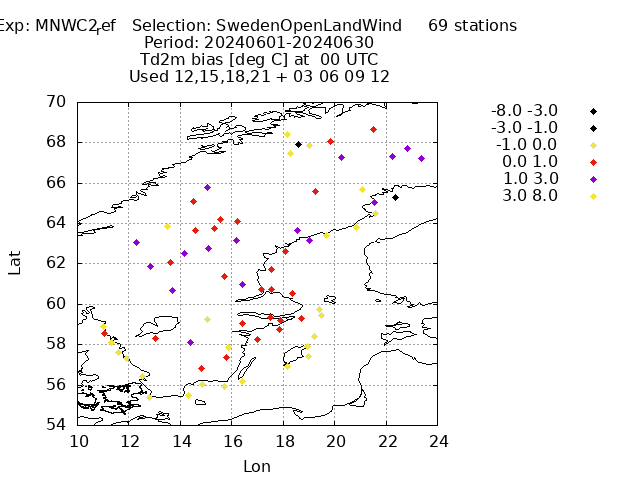 Exp: MNWC2ref Selection: SwedenOpenLandWind 69 stations
Period: 20240601-20240630
Td2m bias [deg C] at 00 UTC
Used 12,15,18,21 + 03 06 09 12
-8.0 -3.0
-3.0 -1.0
-1.0 0.0
0.0 1.0
1.0 3.0
3.0 8.0
70
68
66
64
62
60
58
56
54
Lat
10 12 14 16 18 20 22 24
Lon